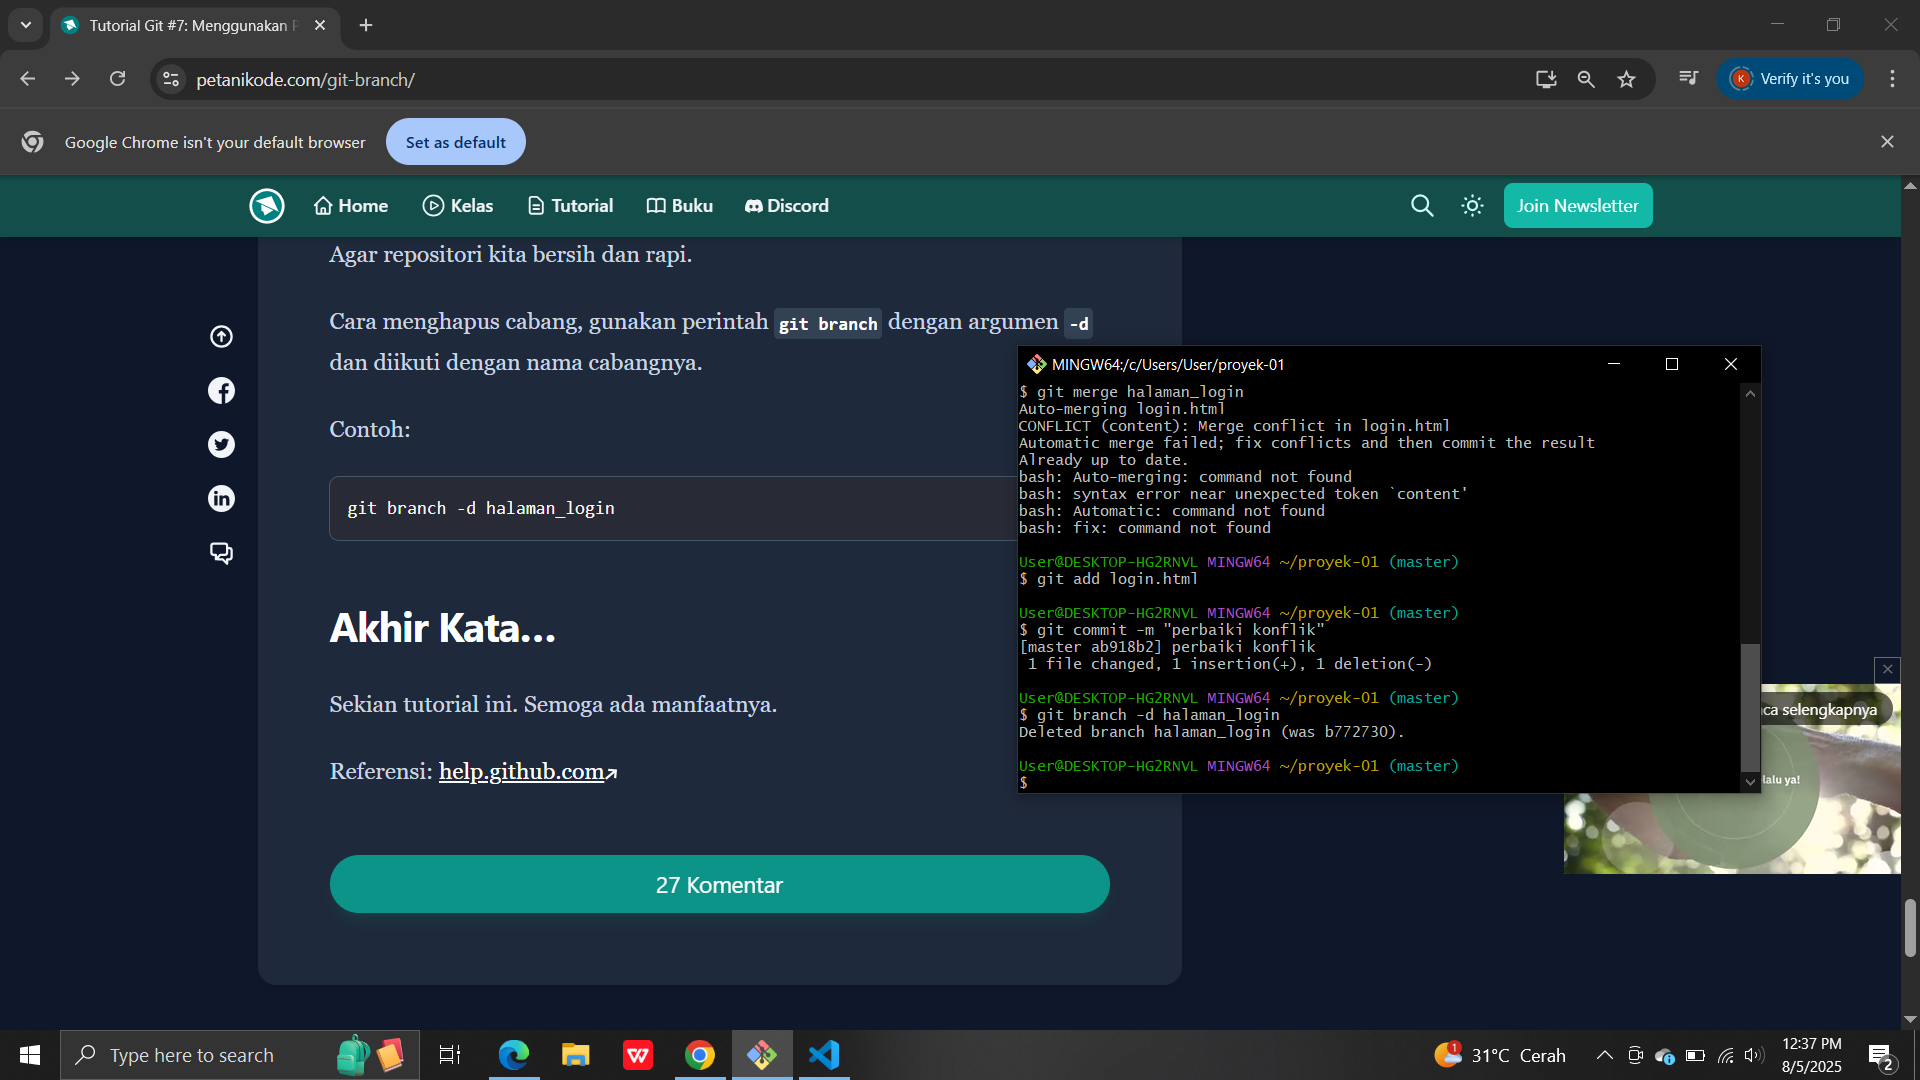 Tutorial Git #7: Menggunakan P
petanikode.com/git-branch/
Verify it's you
Google Chrome isn't your default browser
Set as default
Home
Kelas
Tutorial
Buku
Discord
Join Newsletter
Agar repositori kita bersih dan rapi.
Cara menghapus cabang, gunakan perintah git branch dengan argumen -d
dan diikuti dengan nama cabangnya.
Contoh:
git branch -d halaman_login
Akhir Kata...
Sekian tutorial ini. Semoga ada manfaatnya.
Referensi: help.github.com↗
27 Komentar
MINGW64:/c/Users/User/proyek-01
$ git merge halaman_login
Auto-merging login.html
CONFLICT (content): Merge conflict in login.html
Automatic merge failed; fix conflicts and then commit the result
Already up to date.
bash: Auto-merging: command not found
bash: syntax error near unexpected token `content'
bash: Automatic: command not found
bash: fix: command not found
User@DESKTOP-HG2RNVL MINGW64 ~/proyek-01 (master)
$ git add login.html
User@DESKTOP-HG2RNVL MINGW64 ~/proyek-01 (master)
$ git commit -m "perbaiki konflik"
[master ab918b2] perbaiki konflik
1 file changed, 1 insertion(+), 1 deletion(-)
User@DESKTOP-HG2RNVL MINGW64 ~/proyek-01 (master)
$ git branch -d halaman_login
Deleted branch halaman_login (was b772730).
User@DESKTOP-HG2RNVL MINGW64 ~/proyek-01 (master)
$
ca selengkapnya
lalu ya!
Type here to search
1
31°C Cerah
12:37 PM
8/5/2025
2